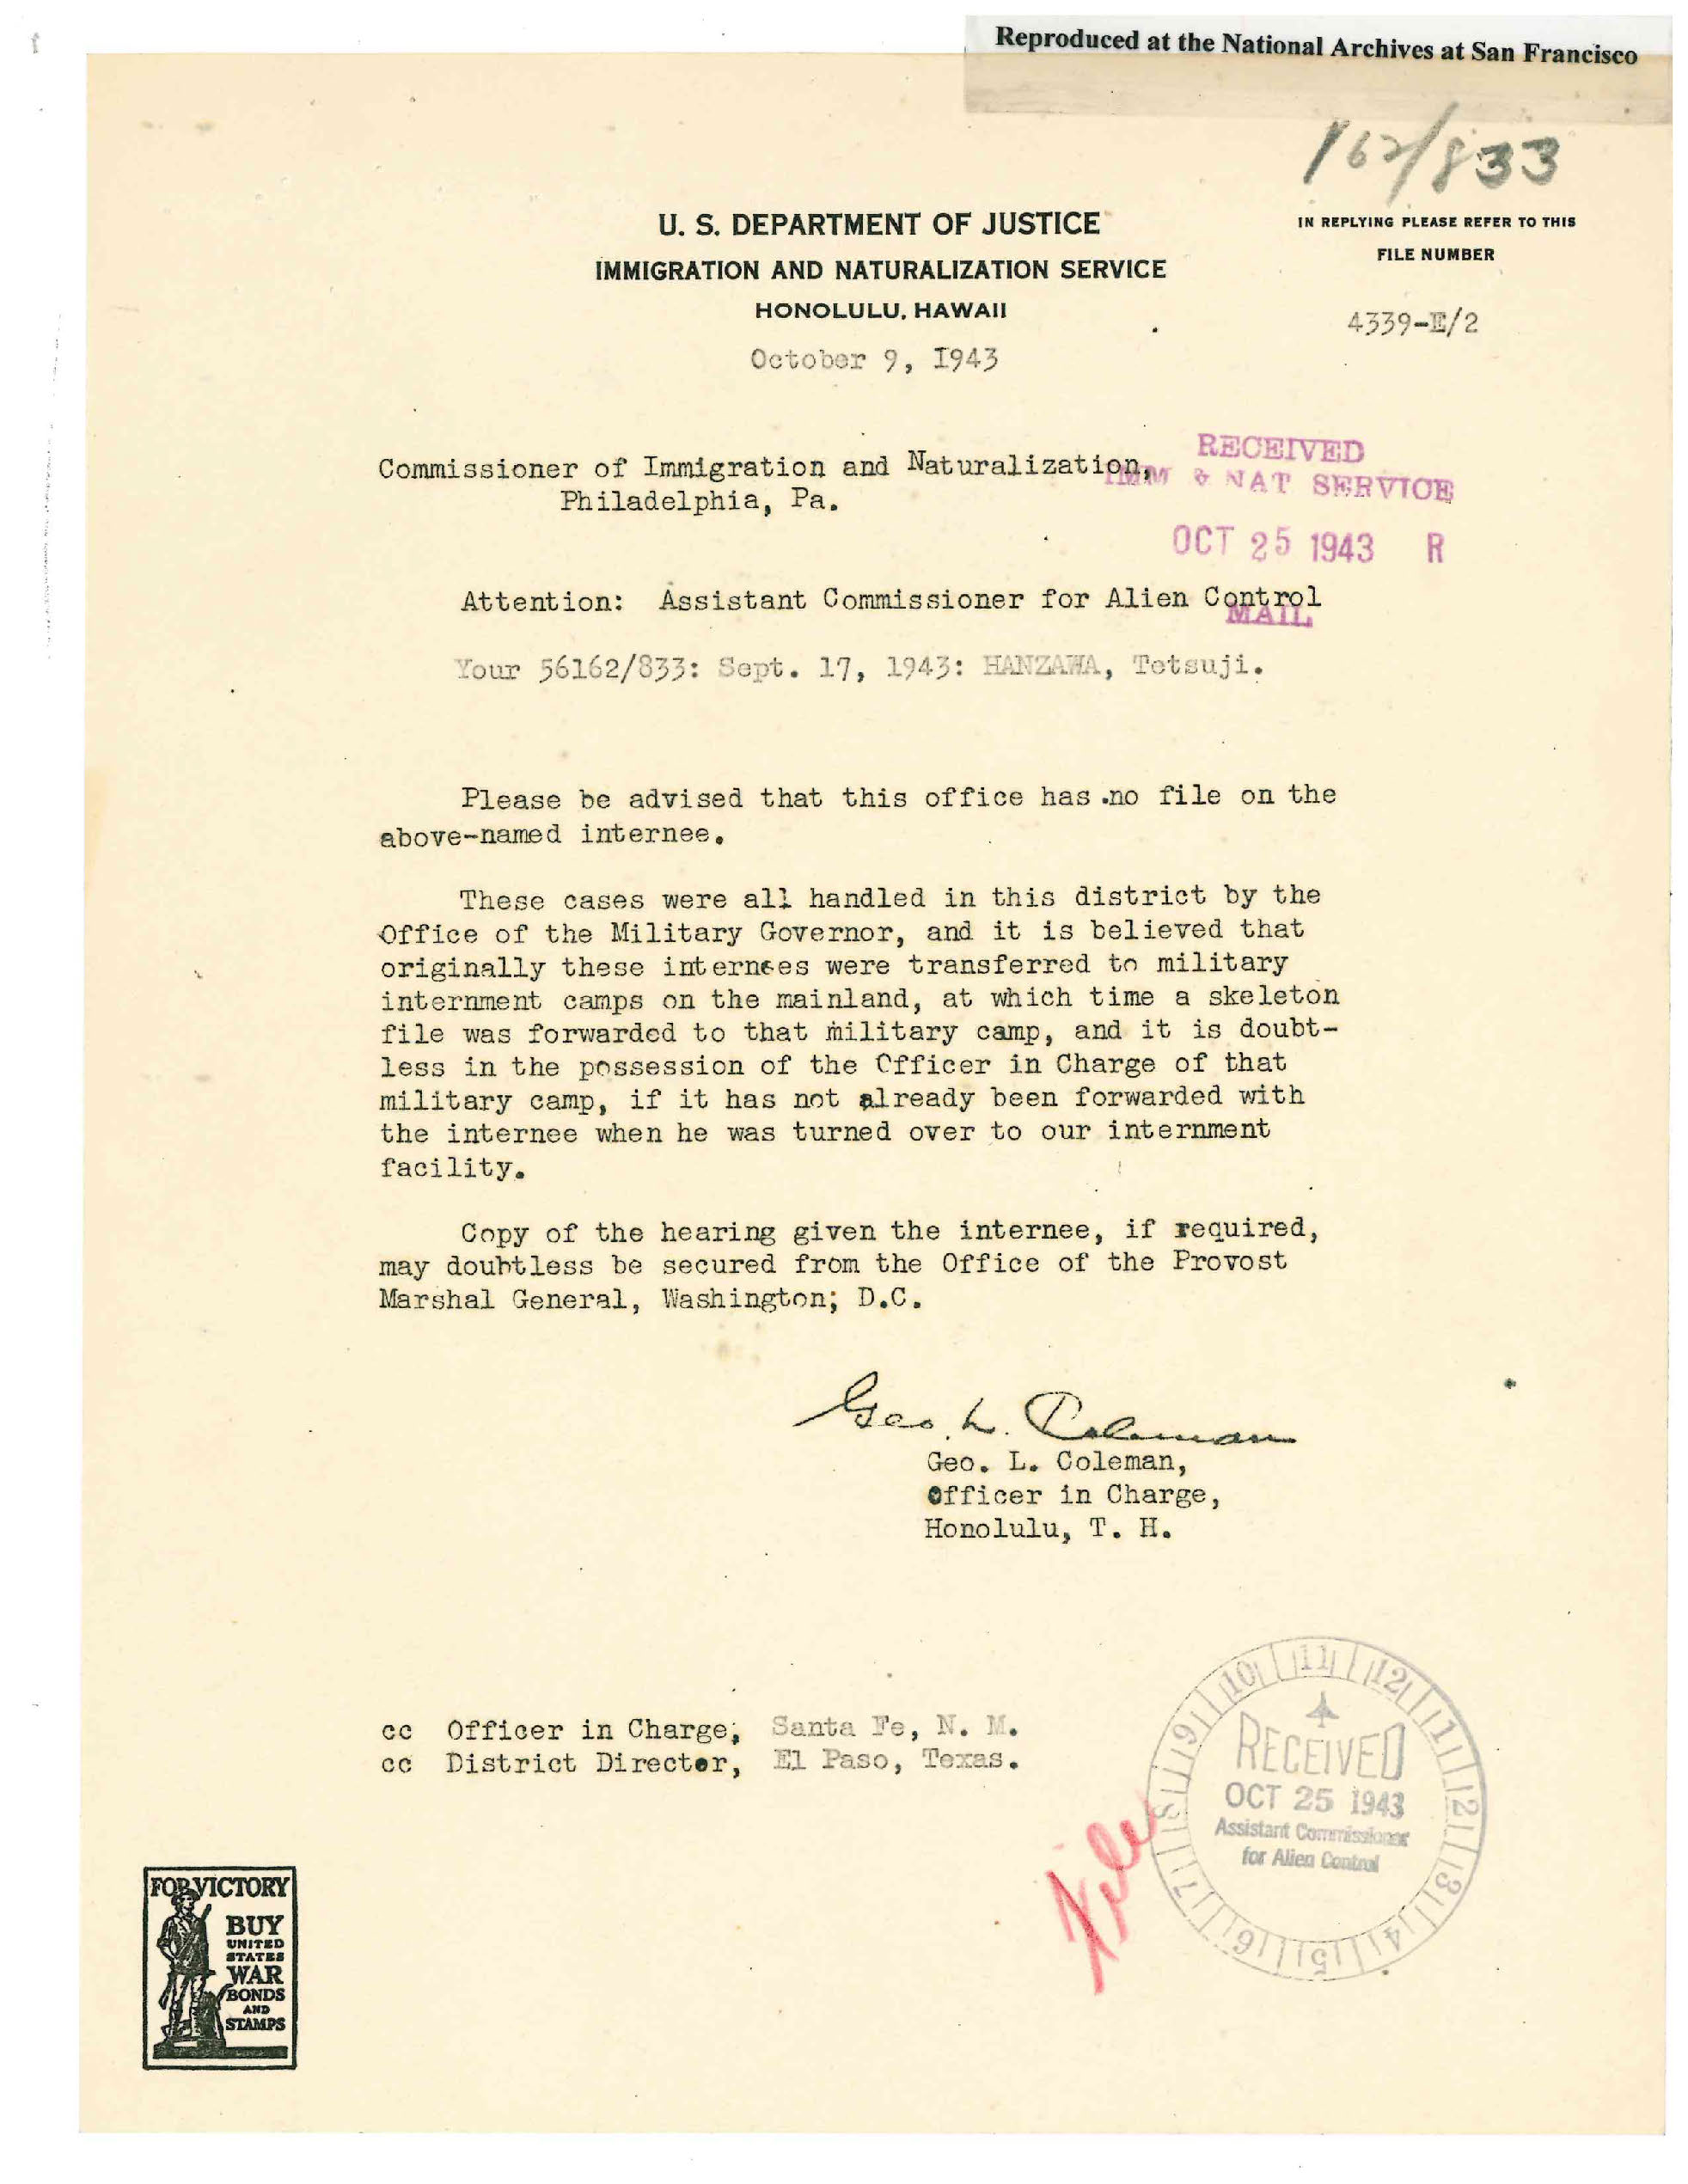 Reproduced at the National Archives at San Francisco
162/833
U. S. DEPARTMENT OF JUSTICE
IMMIGRATION AND NATURALIZATION SERVICE
HONOLULU, HAWAII
IN REPLYING PLEASE REFER TO THIS
FILE NUMBER
4339-E/2
October 9, 1943
Commissioner of Immigration and Naturalization,
Philadelphia, Pa.
RECEIVED
IMM & NAT SERVICE
OCT 25 1943 R
MAIL
Attention: Assistant Commissioner for Alien Control
Your 56162/833: Sept. 17, 1943: HANZAWA, Totsuji.
Please be advised that this office has .no file on the
above-named internee.
These cases were all handled in this district by the
Office of the Military Governor, and it is believed that
originally these internees were transferred to military
internment camps on the mainland, at which time a skeleton
file was forwarded to that military camp, and it is doubt-
less in the possession of the Officer in Charge of that
military camp, if it has not already been forwarded with
the internee when he was turned over to our internment
facility.
Copy of the hearing given the internee, if required,
may doubtless be secured from the Office of the Provost
Marshal General, Washington; D.C.
Geo. L. Coleman
Geo. L. Coleman,
Officer in Charge,
Honolulu, T. H.
cc Officer in Charge, Santa Fe, N. M.
cc District Director, El Paso, Texas.
File
10 11 12 1 2 3 4 5 6 7 8 9
RECEIVED
OCT 25 1943
Assistant Commissioner
for Alien Control
FOR VICTORY
BUY
UNITED
STATES
WAR
BONDS
AND
STAMPS